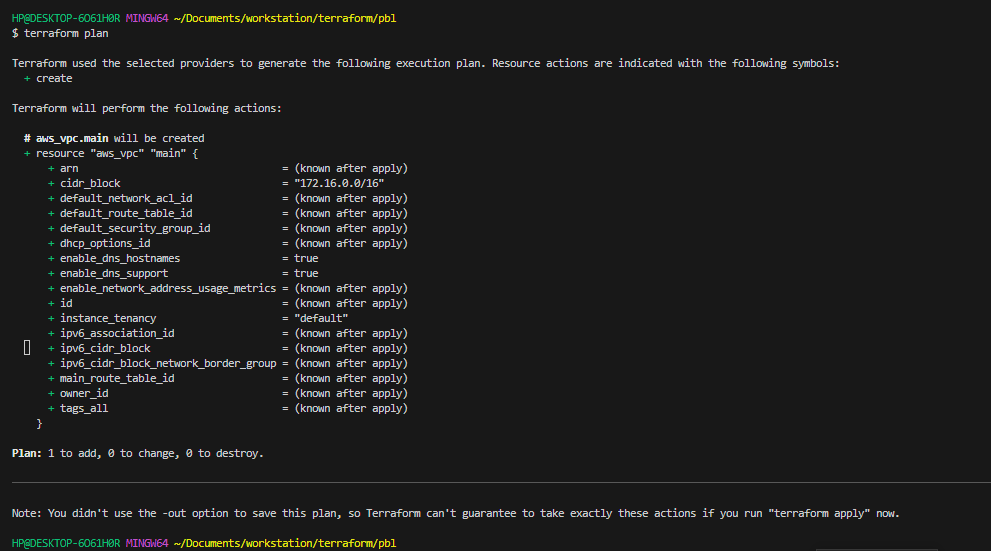 HP@DESKTOP-6O61H0R MINGW64 ~/Documents/workstation/terraform/pbl
$ terraform plan
Terraform used the selected providers to generate the following execution plan. Resource actions are indicated with the following symbols:
+ create
Terraform will perform the following actions:
# aws_vpc.main will be created
+ resource "aws_vpc" "main" {
+ arn = (known after apply)
+ cidr_block = "172.16.0.0/16"
+ default_network_acl_id = (known after apply)
+ default_route_table_id = (known after apply)
+ default_security_group_id = (known after apply)
+ dhcp_options_id = (known after apply)
+ enable_dns_hostnames = true
+ enable_dns_support = true
+ enable_network_address_usage_metrics = (known after apply)
+ id = (known after apply)
+ instance_tenancy = "default"
+ ipv6_association_id = (known after apply)
+ ipv6_cidr_block = (known after apply)
+ ipv6_cidr_block_network_border_group = (known after apply)
+ main_route_table_id = (known after apply)
+ owner_id = (known after apply)
+ tags_all = (known after apply)
}
Plan: 1 to add, 0 to change, 0 to destroy.
Note: You didn't use the -out option to save this plan, so Terraform can't guarantee to take exactly these actions if you run "terraform apply" now.
HP@DESKTOP-6O61H0R MINGW64 ~/Documents/workstation/terraform/pbl